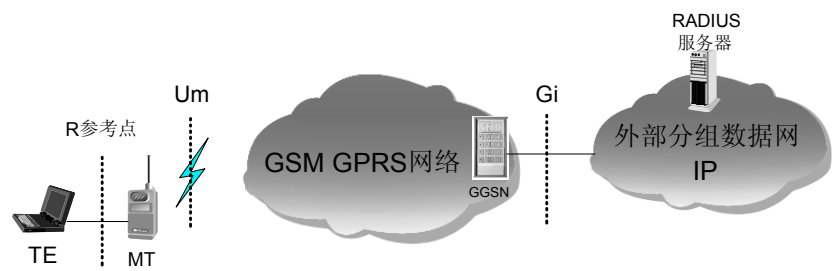 RADIUS
服务器
Um
Gi
R参考点
外部分组数据网
IP
GSM GPRS网络
GGSN
TE
MT